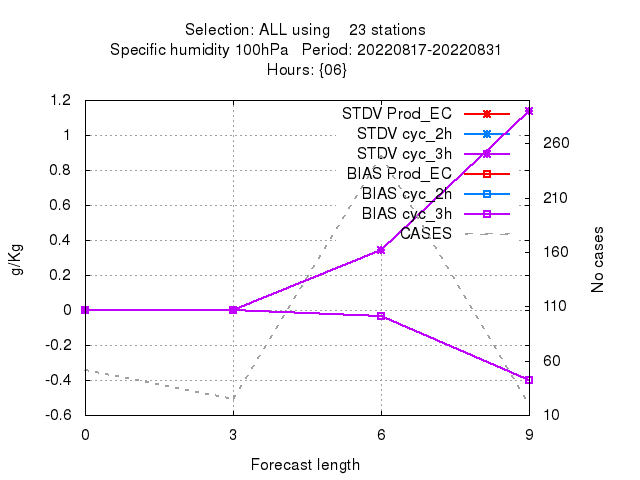 Selection: ALL using 23 stations
Specific humidity 100hPa Period: 20220817-20220831
Hours: {06}
1.2
1
0.8
0.6
0.4
0.2
0
-0.2
-0.4
-0.6
g/Kg
STDV Prod_EC
STDV cyc_2h
STDV cyc_3h
BIAS Prod_EC
BIAS cyc_2h
BIAS cyc_3h
CASES
260
210
160
110
60
10
No cases
0 3 6 9
Forecast length